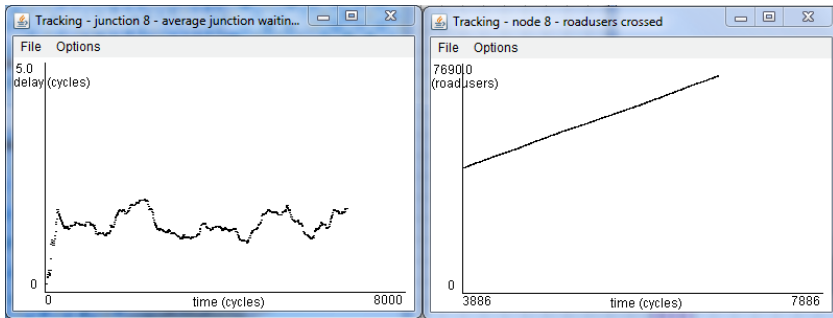 Tracking - junction 8 - average junction waitin...
File Options
5.0
delay (cycles)
0
0 time (cycles) 8000
Tracking - node 8 - roadusers crossed
File Options
7690.0
(roadusers)
0
3886 time (cycles) 7886